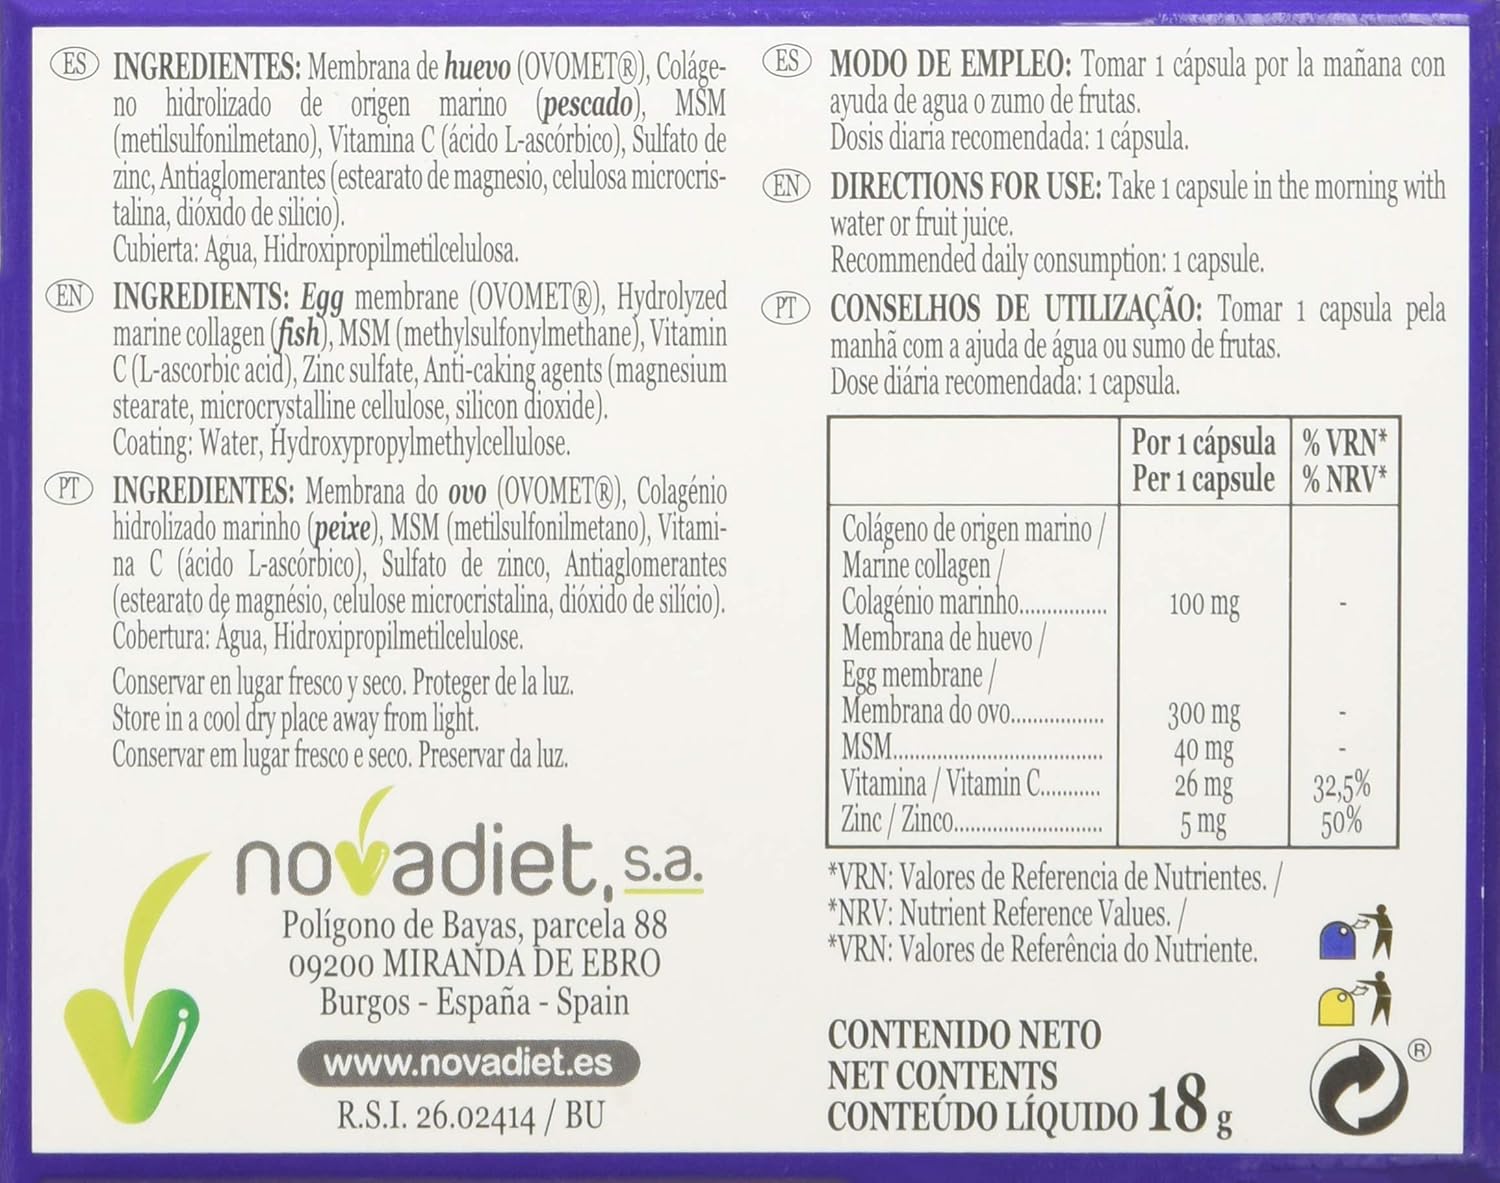 ES INGREDIENTES: Membrana de huevo (OVOMET®), Coláge-
no hidrolizado de origen marino (pescado), MSM
(metilsulfonilmetano), Vitamina C (ácido L-ascórbico), Sulfato de
zinc, Antiaglomerantes (estearato de magnesio, celulosa microcris-
talina, dióxido de silicio).
Cubierta: Agua, Hidroxipropilmetilcelulosa.
EN INGREDIENTS: Egg membrane (OVOMET®), Hydrolyzed
marine collagen (fish), MSM (methylsulfonylmethane), Vitamin
C (L-ascorbic acid), Zinc sulfate, Anti-caking agents (magnesium
stearate, microcrystalline cellulose, silicon dioxide).
Coating: Water, Hydroxypropylmethylcellulose.
PT INGREDIENTES: Membrana do ovo (OVOMET®), Colagénio
hidrolizado marinho (peixe), MSM (metilsulfonilmetano), Vitami-
na C (ácido L-ascórbico), Sulfato de zinco, Antiaglomerantes
(estearato de magnésio, celulose microcristalina, dióxido de silício).
Cobertura: Água, Hidroxipropilmetilcelulose.
Conservar en lugar fresco y seco. Proteger de la luz.
Store in a cool dry place away from light.
Conservar em lugar fresco e seco. Preservar da luz.
novadiet, s.a.
Polígono de Bayas, parcela 88
09200 MIRANDA DE EBRO
Burgos - España - Spain
www.novadiet.es
R.S.I. 26.02414 / BU
ES MODO DE EMPLEO: Tomar 1 cápsula por la mañana con
ayuda de agua o zumo de frutas.
Dosis diaria recomendada: 1 cápsula.
EN DIRECTIONS FOR USE: Take 1 capsule in the morning with
water or fruit juice.
Recommended daily consumption: 1 capsule.
PT CONSELHOS DE UTILIZAÇÃO: Tomar 1 capsula pela
manhã com a ajuda de água ou sumo de frutas.
Dose diária recomendada: 1 capsula.
Por 1 cápsula % VRN*
Per 1 capsule % NRV*
Colágeno de origen marino /
Marine collagen /
Colagénio marinho............... 100 mg -
Membrana de huevo /
Egg membrane /
Membrana do ovo................ 300 mg -
MSM.................................... 40 mg -
Vitamina / Vitamin C........... 26 mg 32,5%
Zinc / Zinco......................... 5 mg 50%
*VRN: Valores de Referencia de Nutrientes. /
*NRV: Nutrient Reference Values. /
*VRN: Valores de Referência do Nutriente.
CONTENIDO NETO
NET CONTENTS
CONTEÚDO LÍQUIDO 18 g
®